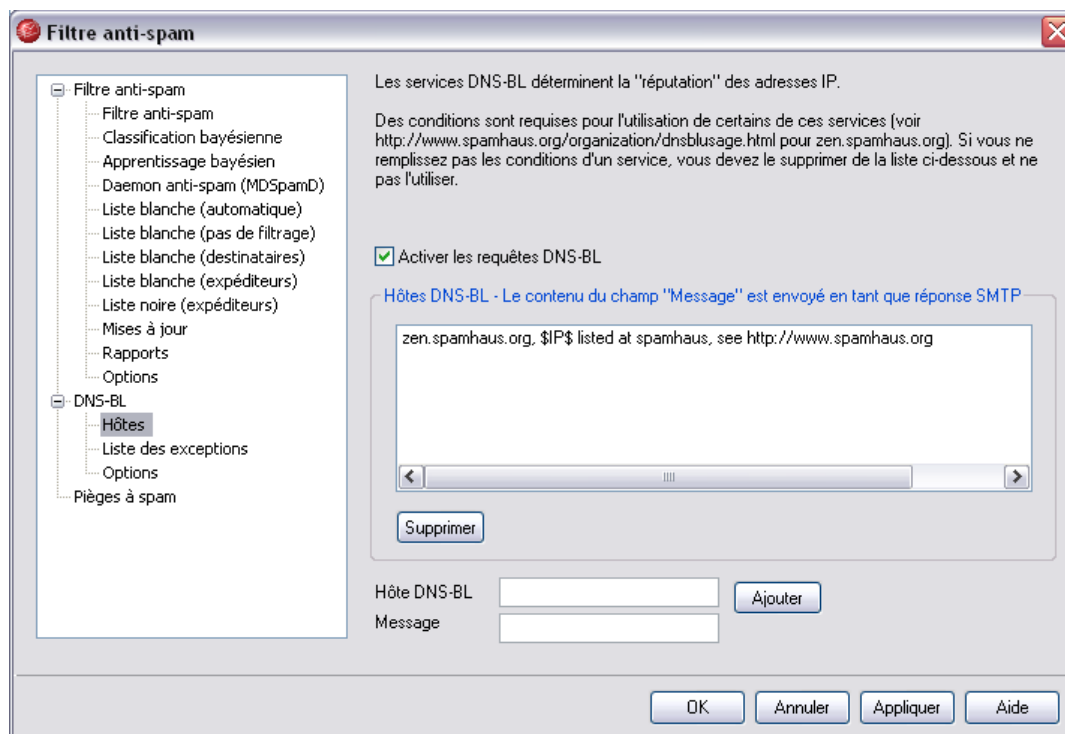 Filtre anti-spam
Filtre anti-spam
Filtre anti-spam
Classification bayésienne
Apprentissage bayésien
Daemon anti-spam (MDSpamD)
Liste blanche (automatique)
Liste blanche (pas de filtrage)
Liste blanche (destinataires)
Liste blanche (expéditeurs)
Liste noire (expéditeurs)
Mises à jour
Rapports
Options
DNS-BL
Hôtes
Liste des exceptions
Options
Pièges à spam
Les services DNS-BL déterminent la "réputation" des adresses IP.
Des conditions sont requises pour l'utilisation de certains de ces services (voir
http://www.spamhaus.org/organization/dnsblusage.html pour zen.spamhaus.org). Si vous ne
remplissez pas les conditions d'un service, vous devez le supprimer de la liste ci-dessous et ne
pas l'utiliser.
Activer les requêtes DNS-BL
Hôtes DNS-BL - Le contenu du champ "Message" est envoyé en tant que réponse SMTP
zen.spamhaus.org, $IP$ listed at spamhaus, see http://www.spamhaus.org
Supprimer
Hôte DNS-BL
Ajouter
Message
OK
Annuler
Appliquer
Aide